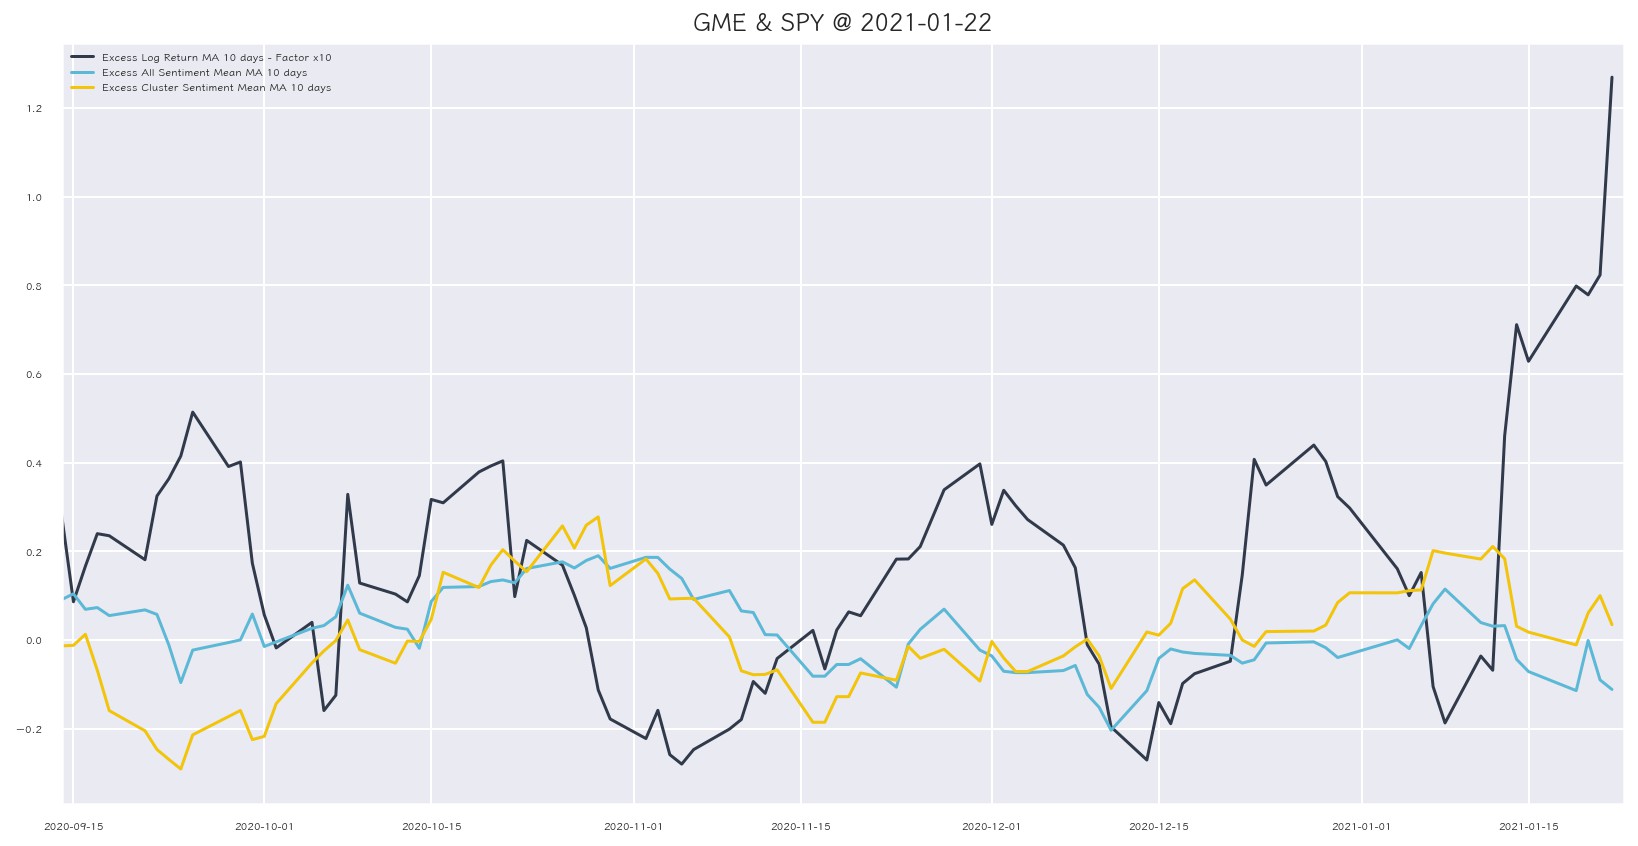 GME & SPY @ 2021-01-22
Excess Log Return MA 10 days - Factor x10
Excess All Sentiment Mean MA 10 days
Excess Cluster Sentiment Mean MA 10 days
1.2
1.0
0.8
0.6
0.4
0.2
0.0
−0.2
2020-09-15 2020-10-01 2020-10-15 2020-11-01 2020-11-15 2020-12-01 2020-12-15 2021-01-01 2021-01-15